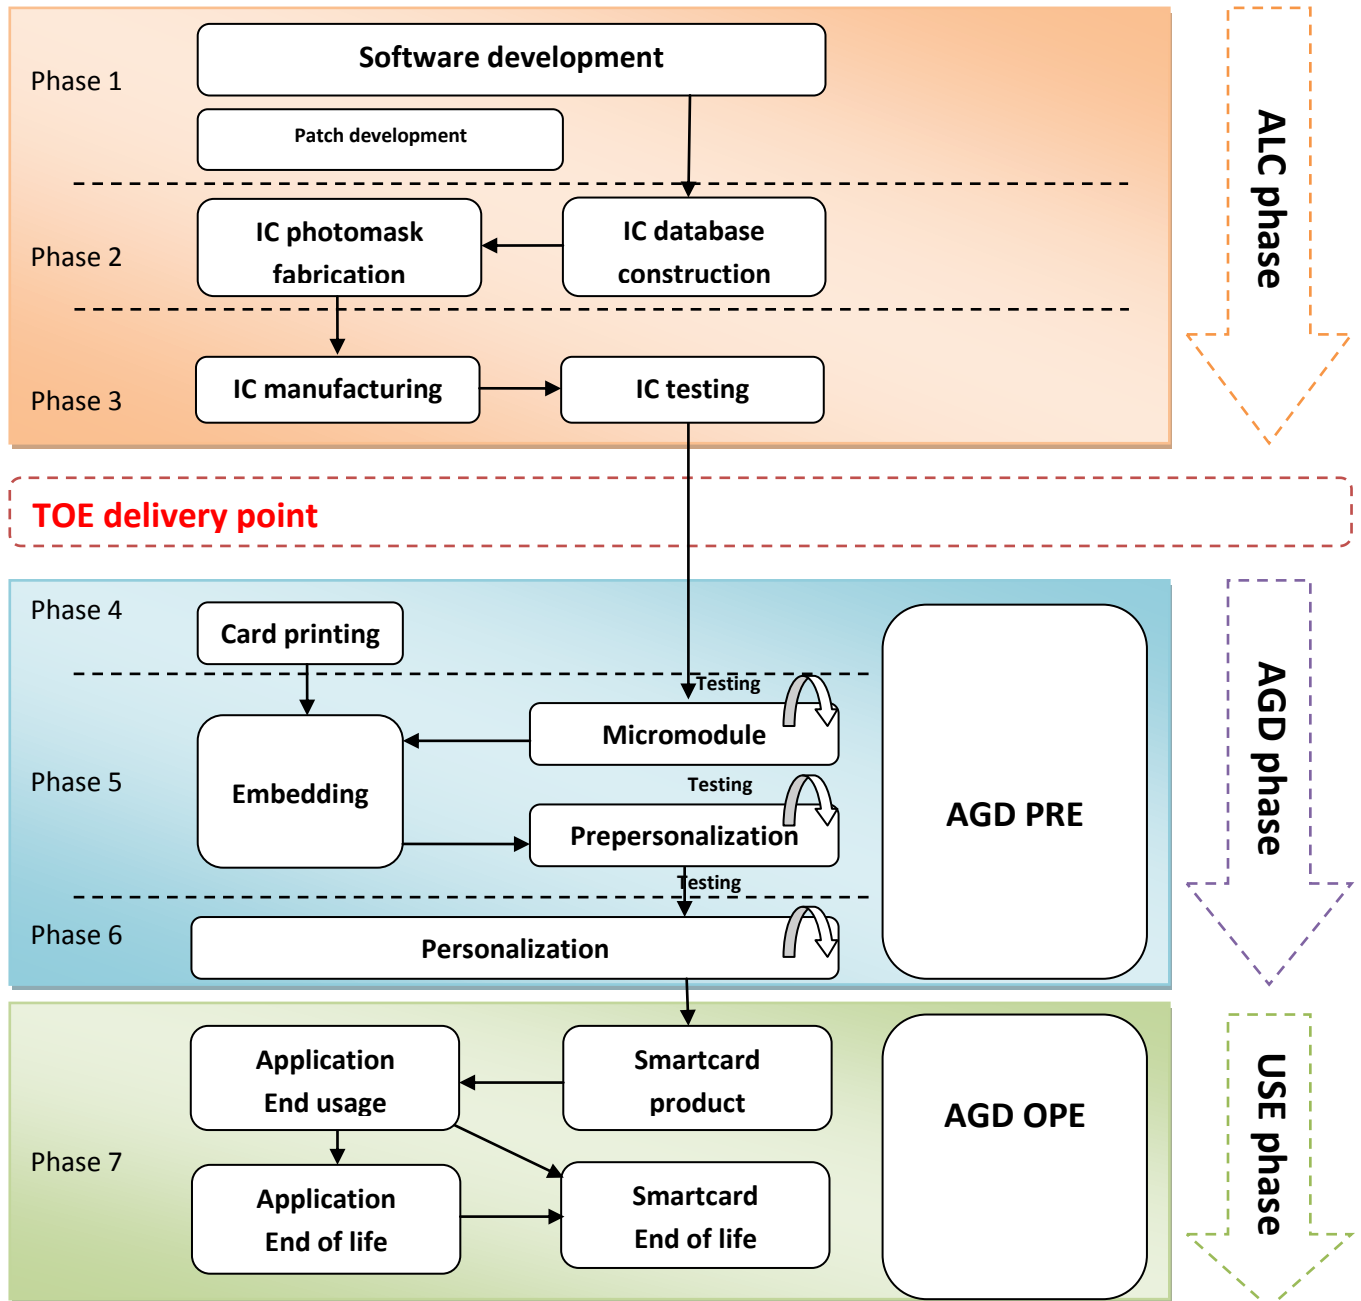 Software development
Phase 1
Patch development
ALC phase
IC photomask
fabrication
IC database
construction
Phase 2
IC manufacturing
IC testing
Phase 3
TOE delivery point
Phase 4
Card printing
Testing
Micromodule
Embedding
Phase 5
Testing
Prepersonalization
AGD PRE
AGD phase
Testing
Phase 6
Personalization
Application
End usage
Smartcard
product
AGD OPE
USE phase
Phase 7
Application
End of life
Smartcard
End of life